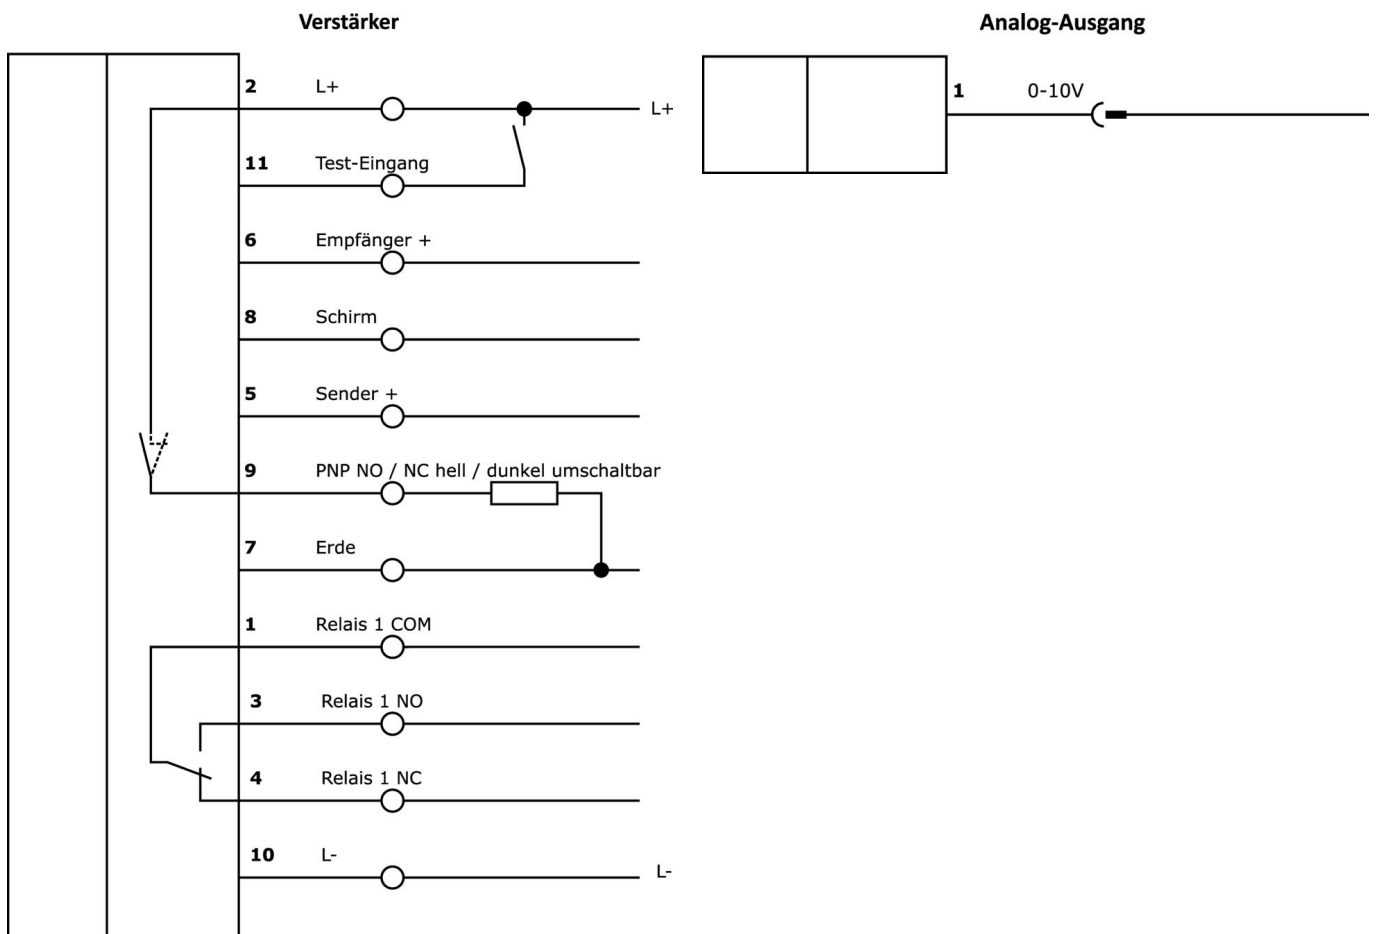 Verstärker
2 L+
L+
11 Test-Eingang
6 Empfänger +
8 Schirm
5 Sender +
9 PNP NO / NC hell / dunkel umschaltbar
7 Erde
1 Relais 1 COM
3 Relais 1 NO
4 Relais 1 NC
10 L-
L-
Analog-Ausgang
1 0-10V